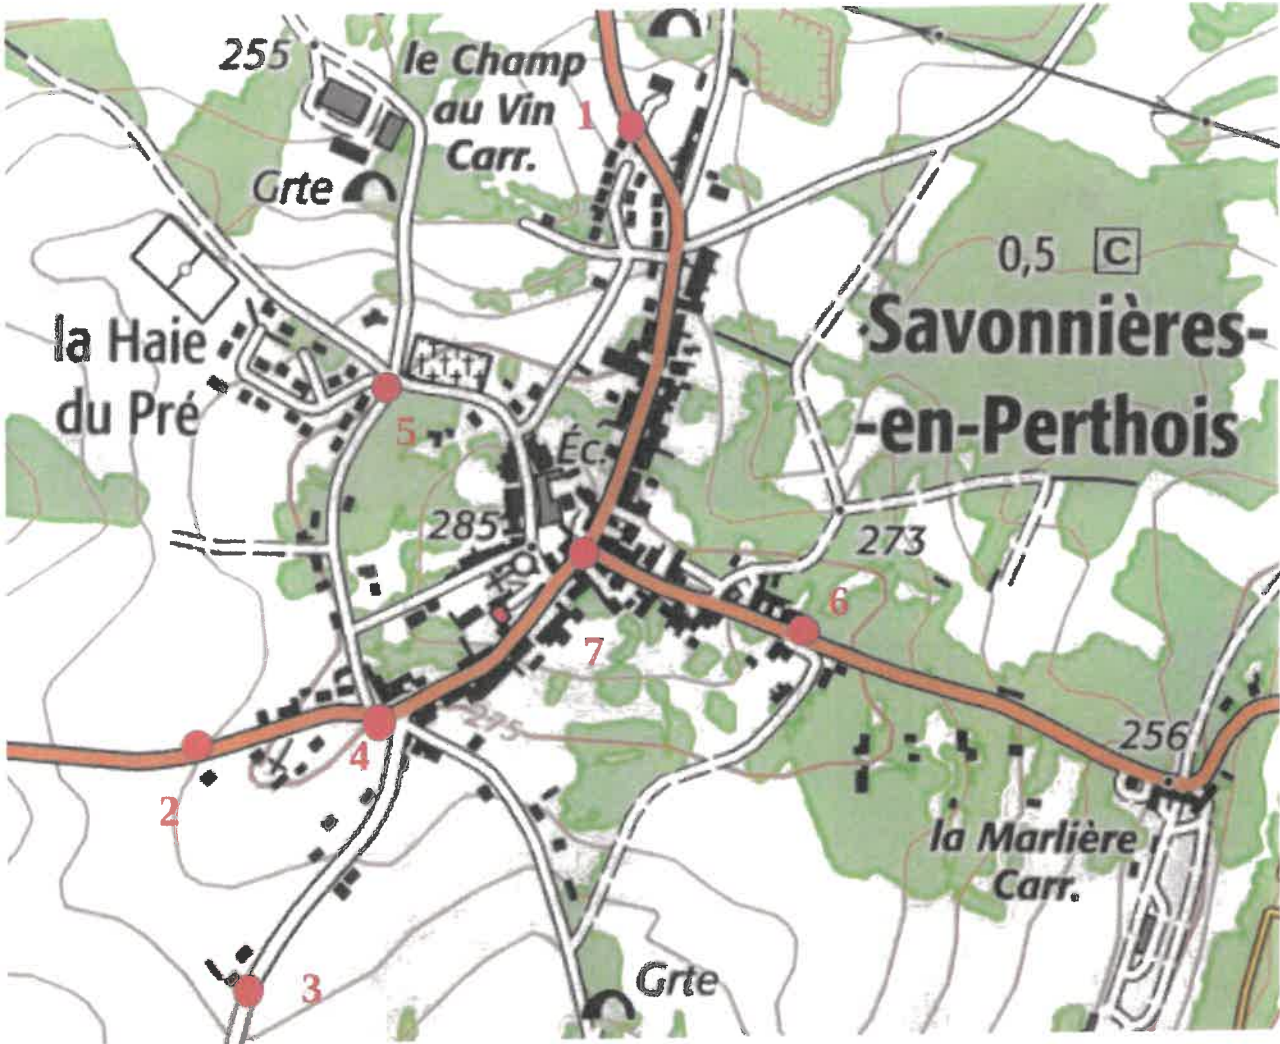 255
le Champ
au Vin
Carr.
1
Grte
0,5 C
Savonnières-
-en-Perthois
la Haie
du Pré
5
Éc.
285
273
6
7
275
4
256
2
la Marlière
Carr.
3
Grte